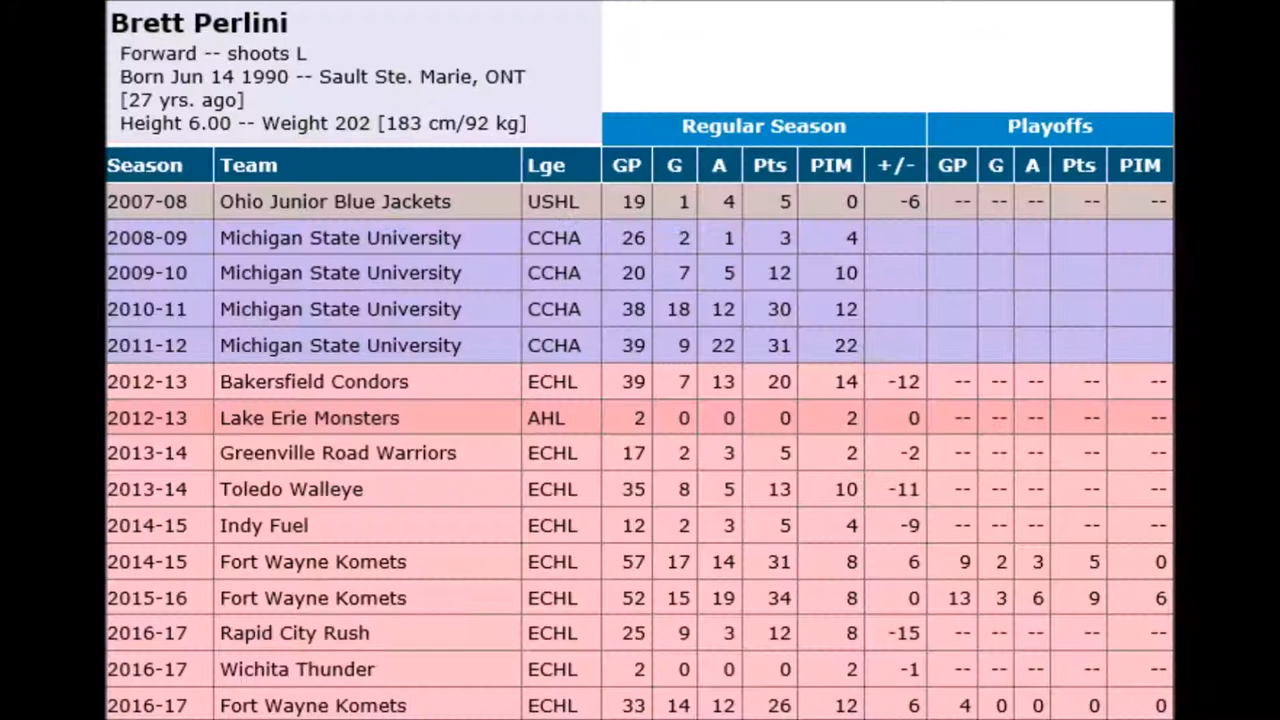 Brett Perlini
Forward -- shoots L
Born Jun 14 1990 -- Sault Ste. Marie, ONT
[27 yrs. ago]
Height 6.00 -- Weight 202 [183 cm/92 kg]
Regular Season Playoffs
Season Team Lge GP G A Pts PIM +/- GP G A Pts PIM
2007-08 Ohio Junior Blue Jackets USHL 19 1 4 5 0 -6 -- -- -- -- --
2008-09 Michigan State University CCHA 26 2 1 3 4
2009-10 Michigan State University CCHA 20 7 5 12 10
2010-11 Michigan State University CCHA 38 18 12 30 12
2011-12 Michigan State University CCHA 39 9 22 31 22
2012-13 Bakersfield Condors ECHL 39 7 13 20 14 -12 -- -- -- -- --
2012-13 Lake Erie Monsters AHL 2 0 0 0 2 0 -- -- -- -- --
2013-14 Greenville Road Warriors ECHL 17 2 3 5 2 -2 -- -- -- -- --
2013-14 Toledo Walleye ECHL 35 8 5 13 10 -11 -- -- -- -- --
2014-15 Indy Fuel ECHL 12 2 3 5 4 -9 -- -- -- -- --
2014-15 Fort Wayne Komets ECHL 57 17 14 31 8 6 9 2 3 5 0
2015-16 Fort Wayne Komets ECHL 52 15 19 34 8 0 13 3 6 9 6
2016-17 Rapid City Rush ECHL 25 9 3 12 8 -15 -- -- -- -- --
2016-17 Wichita Thunder ECHL 2 0 0 0 2 -1 -- -- -- -- --
2016-17 Fort Wayne Komets ECHL 33 14 12 26 12 6 4 0 0 0 0